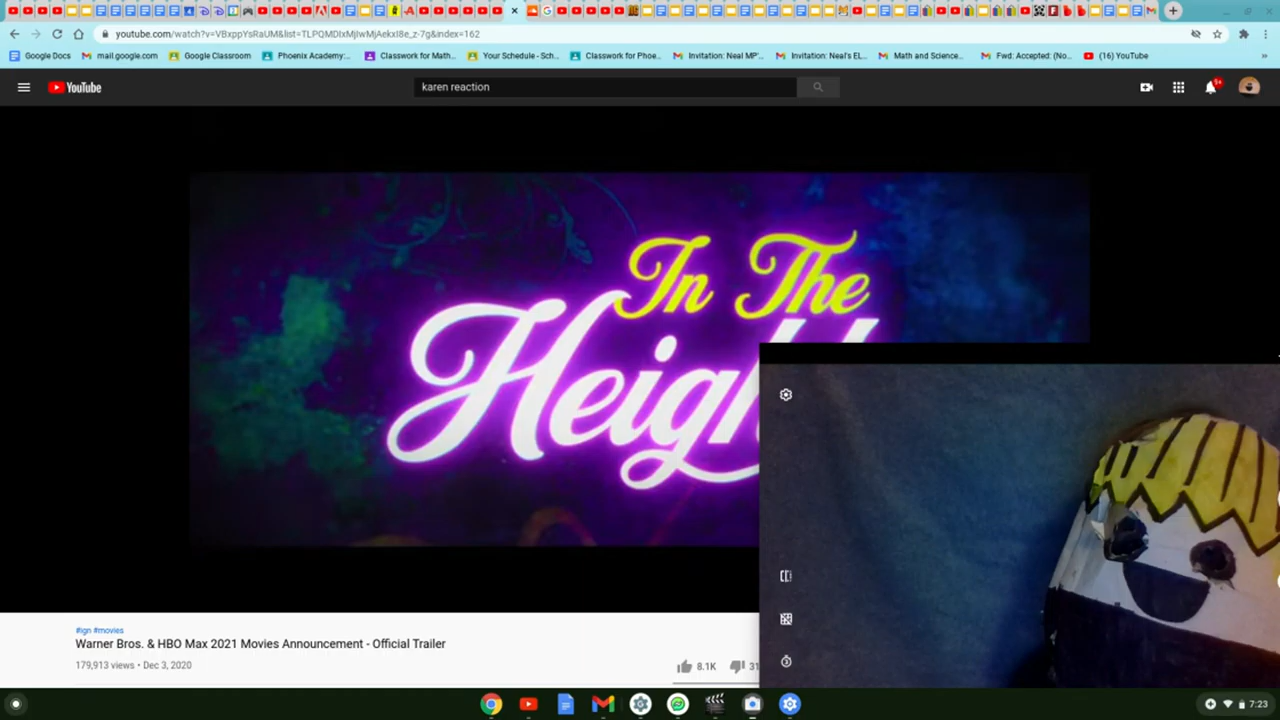 youtube.com/watch?v=VBxppYsRaUM&list=TLPQMDIxMjIwMjAekxI8e_z-7g&index=162
Google Docs
mail.google.com
Google Classroom
Phoenix Academy:...
Classwork for Math...
Your Schedule - Sch...
Classwork for Phoe...
Invitation: Neal MP'...
Invitation: Neal's EL...
Math and Science...
Fwd: Accepted: (No...
(16) YouTube
YouTube
karen reaction
9+
In The
Heigh
#ign #movies
Warner Bros. & HBO Max 2021 Movies Announcement - Official Trailer
179,913 views • Dec 3, 2020
8.1K
31
7:23